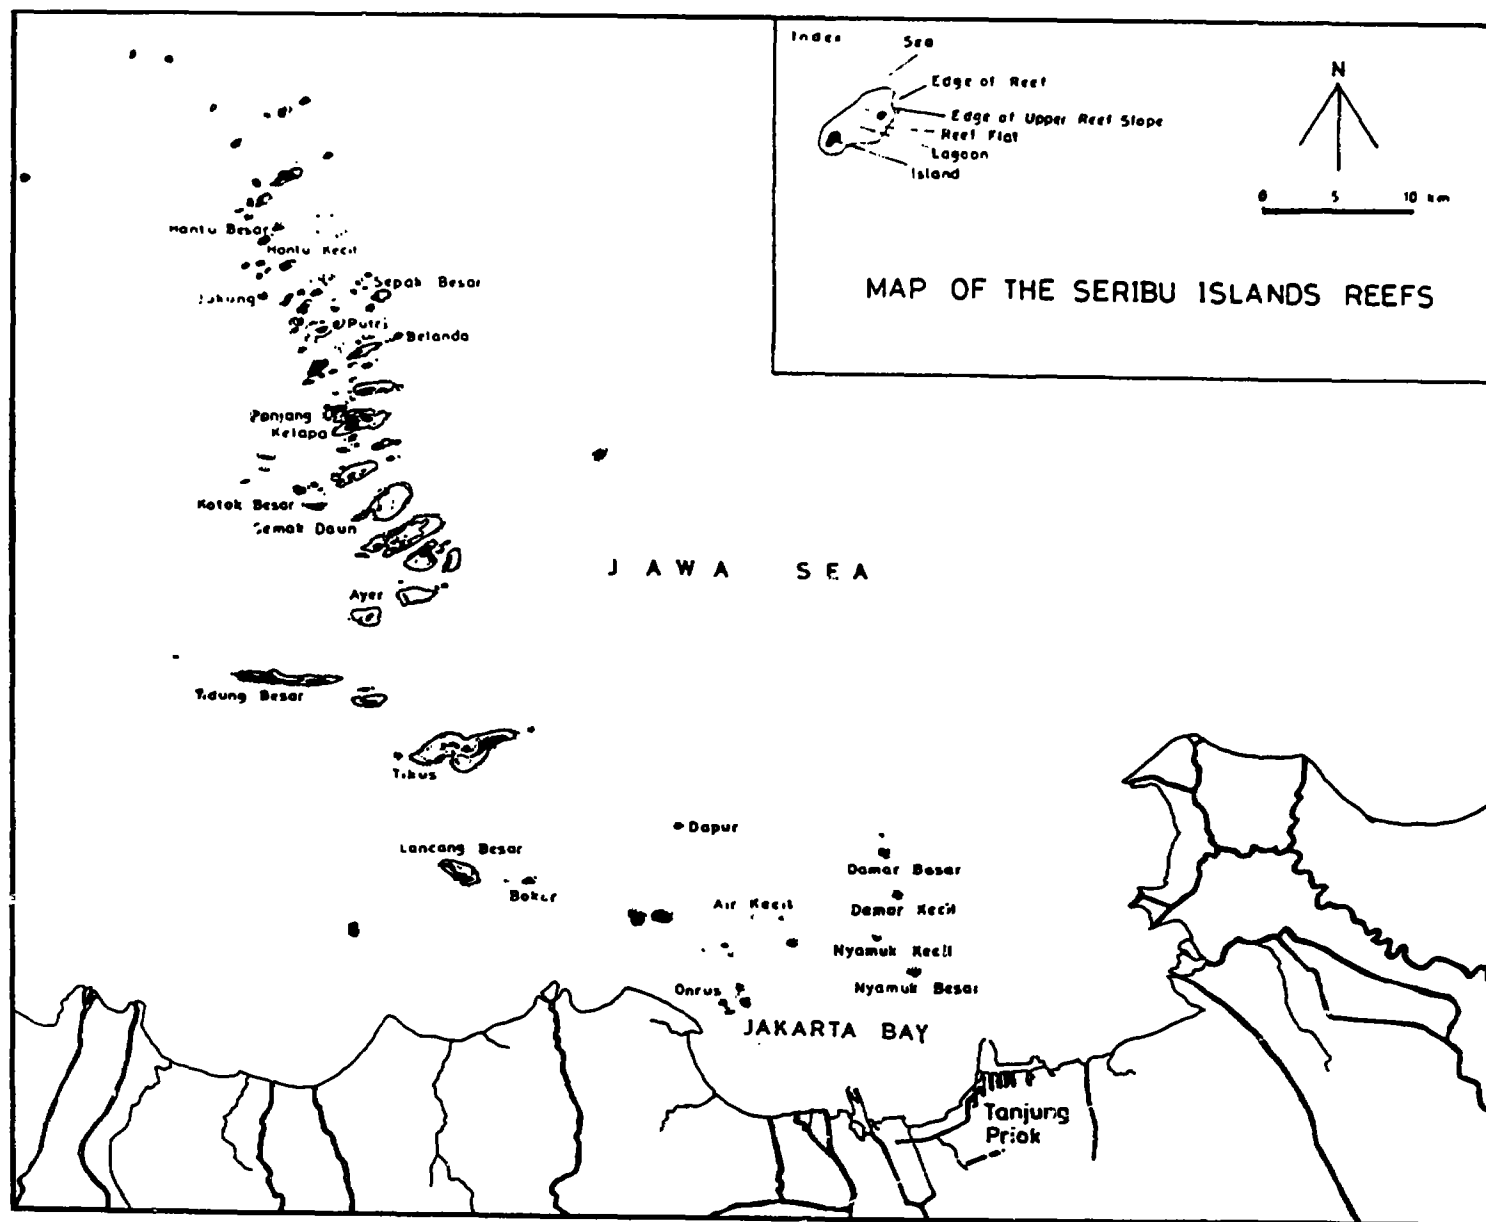 Index
Sea
Edge of Reef
Edge of Upper Reef Slope
Reef Flat
Lagoon
Island
N
0 5 10 km
MAP OF THE SERIBU ISLANDS REEFS
Hantu Besar
Hantu Kecil
Sepak Besar
Jukung
Putri
Belanda
Panjang
Kelapa
Kotok Besar
Semak Daun
JAWA SEA
Ayer
Tidung Besar
Tikus
Dapur
Lancang Besar
Damar Besar
Bokor
Air Kecil
Damar Kecil
Nyamuk Kecil
Onrus
Nyamuk Besar
JAKARTA BAY
Tanjung
Priok